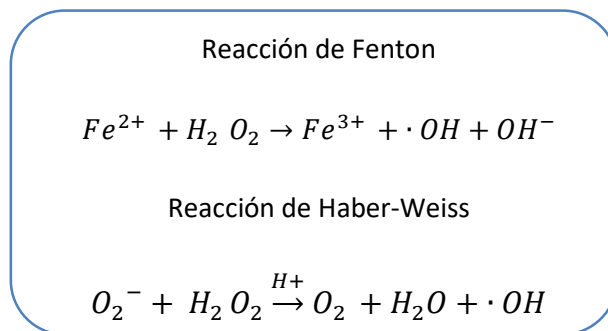 Reacción de Fenton
Fe²⁺ + H₂ O₂ → Fe³⁺ + · OH + OH⁻
Reacción de Haber-Weiss
O₂⁻ + H₂ O₂ →^{H+} O₂ + H₂O + · OH